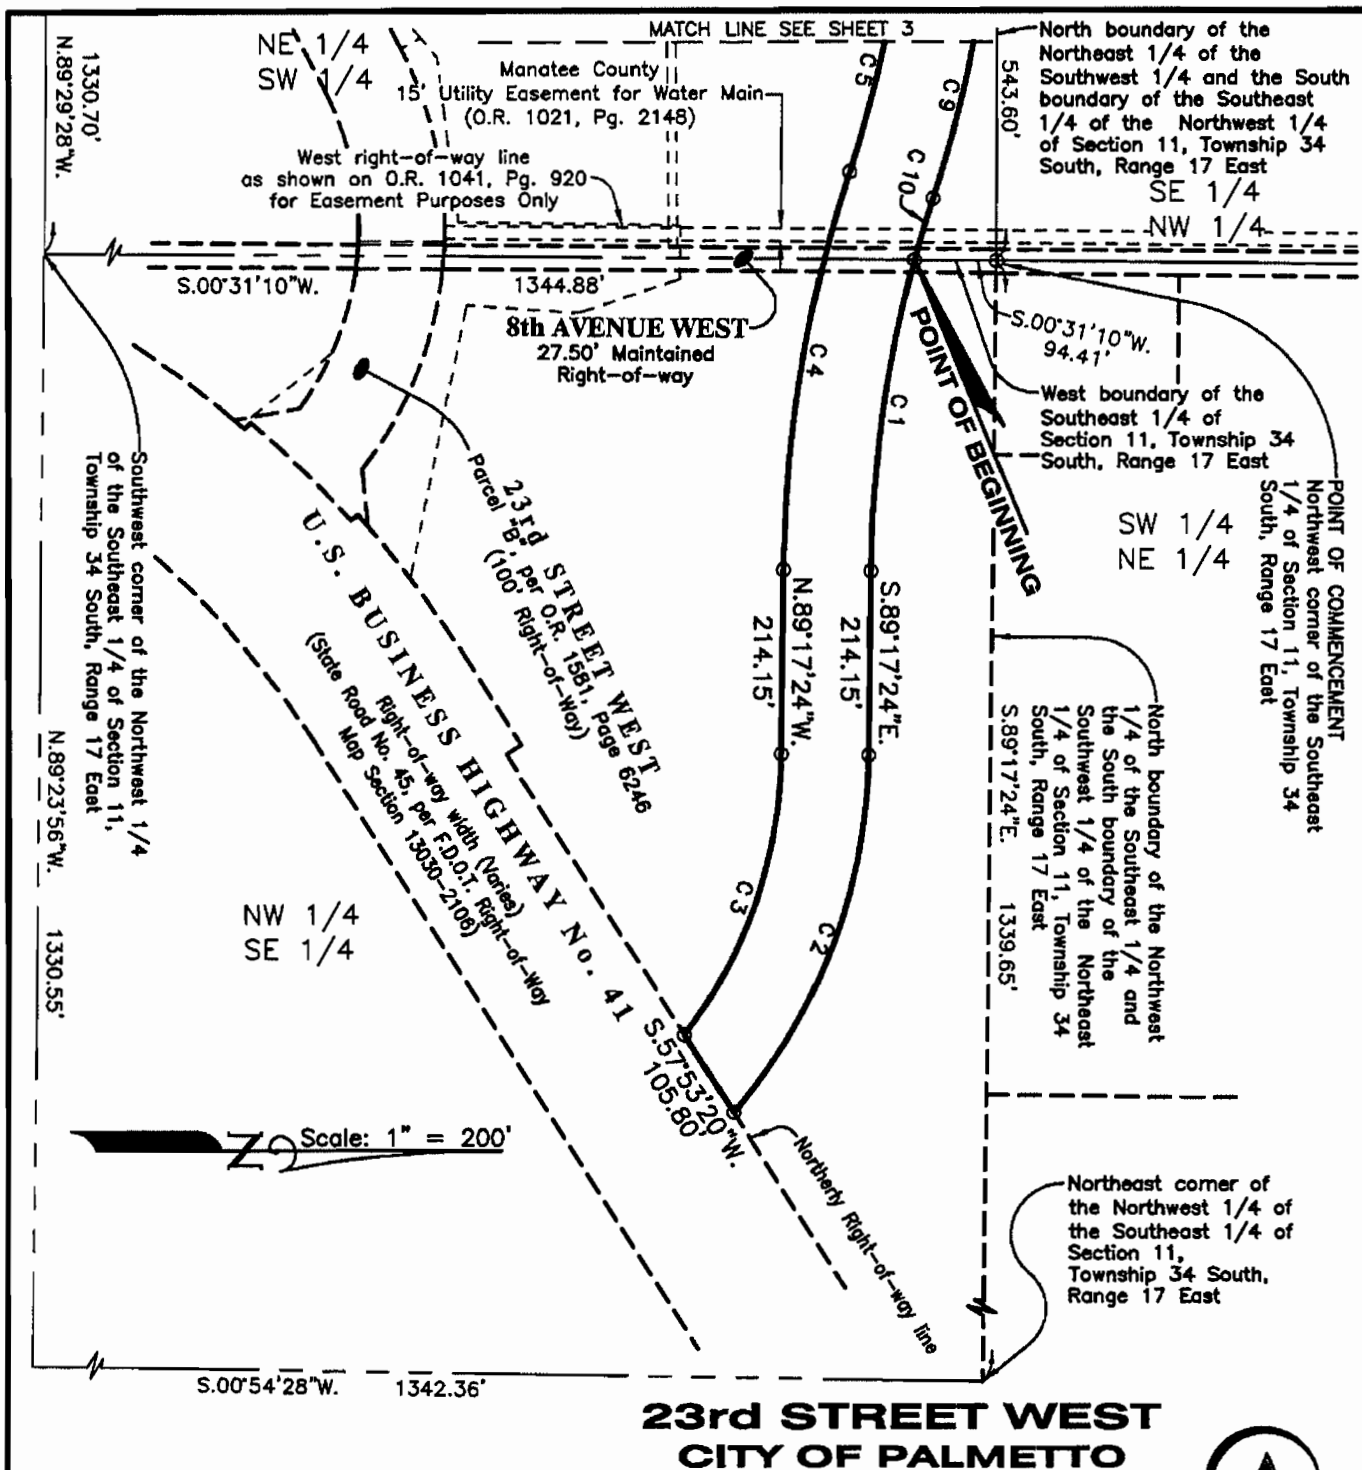 MATCH LINE SEE SHEET 3
NE 1/4
SW 1/4
1330.70'
N.89°29'28"W.
Manatee County
15' Utility Easement for Water Main
(O.R. 1021, Pg. 2148)
West right-of-way line
as shown on O.R. 1041, Pg. 920
for Easement Purposes Only
C 5
C 9
C 10
543.60'
North boundary of the
Northeast 1/4 of the
Southwest 1/4 and the South
boundary of the Southeast
1/4 of the Northwest 1/4
of Section 11, Township 34
South, Range 17 East
SE 1/4
NW 1/4
S.00°31'10"W.
1344.88'
8th AVENUE WEST
27.50' Maintained
Right-of-way
C 4
C 1
POINT OF BEGINNING
S.00°31'10"W.
94.41'
West boundary of the
Southeast 1/4 of
Section 11, Township 34
South, Range 17 East
POINT OF COMMENCEMENT
Northwest corner of the Southeast
1/4 of Section 11, Township 34
South, Range 17 East
SW 1/4
NE 1/4
Southwest corner of the Northwest 1/4
of the Southeast 1/4 of Section 11,
Township 34 South, Range 17 East
23rd STREET WEST
Parcel "B", per O.R. 1581, Page 6246
(100' Right-of-Way)
U.S. BUSINESS HIGHWAY No. 41
Right-of-way width (Varies)
(State Road No. 45, per F.D.O.T. Right-of-Way
Map Section 13030-2106)
N.89°17'24"W.
214.15'
S.89°17'24"E.
214.15'
North boundary of the Northwest
1/4 of the Southeast 1/4 and
the South boundary of the
Southwest 1/4 of the Northeast
1/4 of Section 11, Township 34
South, Range 17 East
S.89°17'24"E. 1339.65'
N.89°23'56"W. 1330.55'
NW 1/4
SE 1/4
C 3
C 2
S.57°53'20"W.
105.80'
N
Scale: 1" = 200'
Northerly Right-of-way line
Northeast corner of
the Northwest 1/4 of
the Southeast 1/4 of
Section 11,
Township 34 South,
Range 17 East
S.00°54'28"W. 1342.36'
23rd STREET WEST
CITY OF PALMETTO